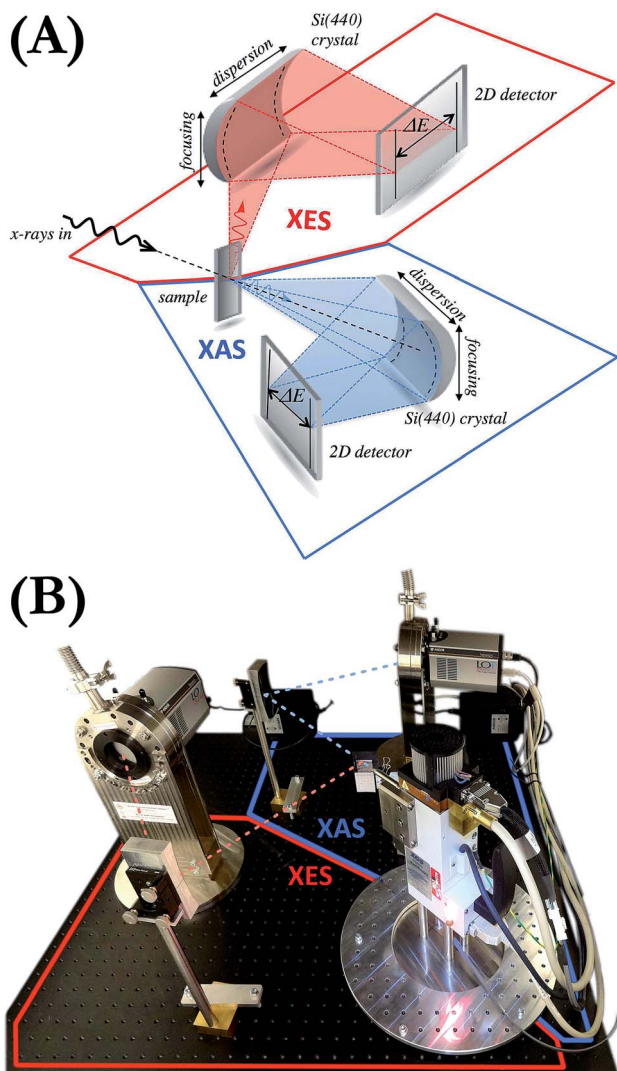 (A)
Si(440)
crystal
dispersion
2D detector
focusing
ΔE
x-rays in
XES
sample
XAS
dispersion
focusing
ΔE
Si(440) crystal
2D detector
(B)
XAS
XES